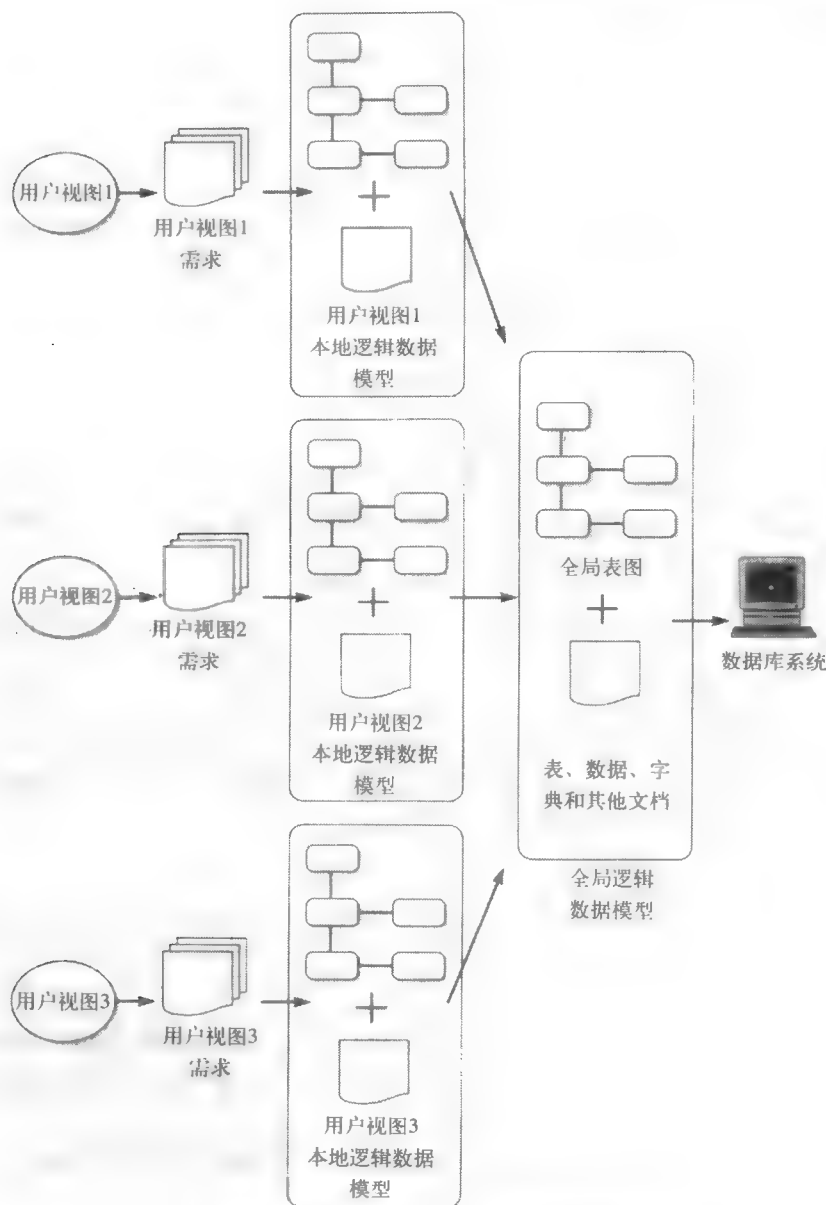 用户视图1
用户视图1
需求
用户视图1
本地逻辑数据
模型
用户视图2
用户视图2
需求
用户视图2
本地逻辑数据
模型
用户视图3
用户视图3
需求
用户视图3
本地逻辑数据
模型
全局表图
表、数据、字
典和其他文档
全局逻辑
数据模型
数据库系统